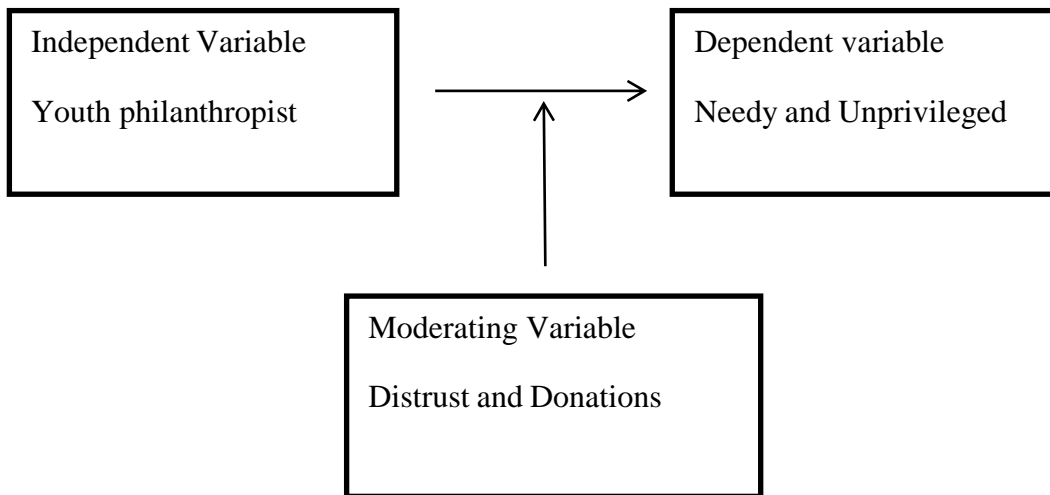 Independent Variable
Youth philanthropist
Dependent variable
Needy and Unprivileged
Moderating Variable
Distrust and Donations